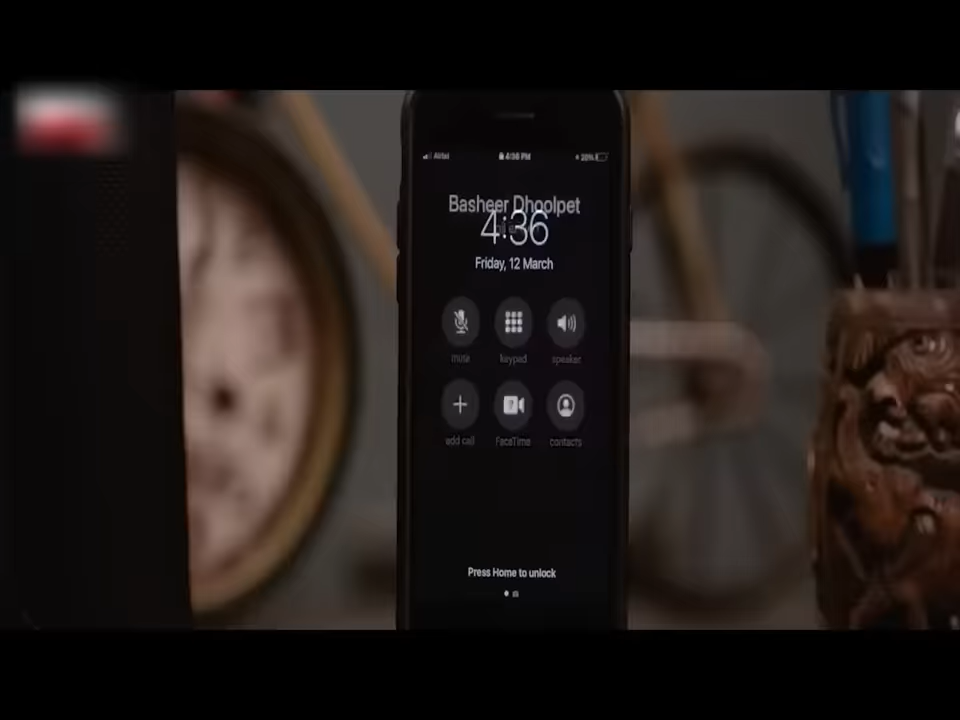 Airtel 4:36 PM 20%
Basheer Dhoolpet
4:36
Friday, 12 March
mute keypad speaker
add call FaceTime contacts
Press Home to unlock